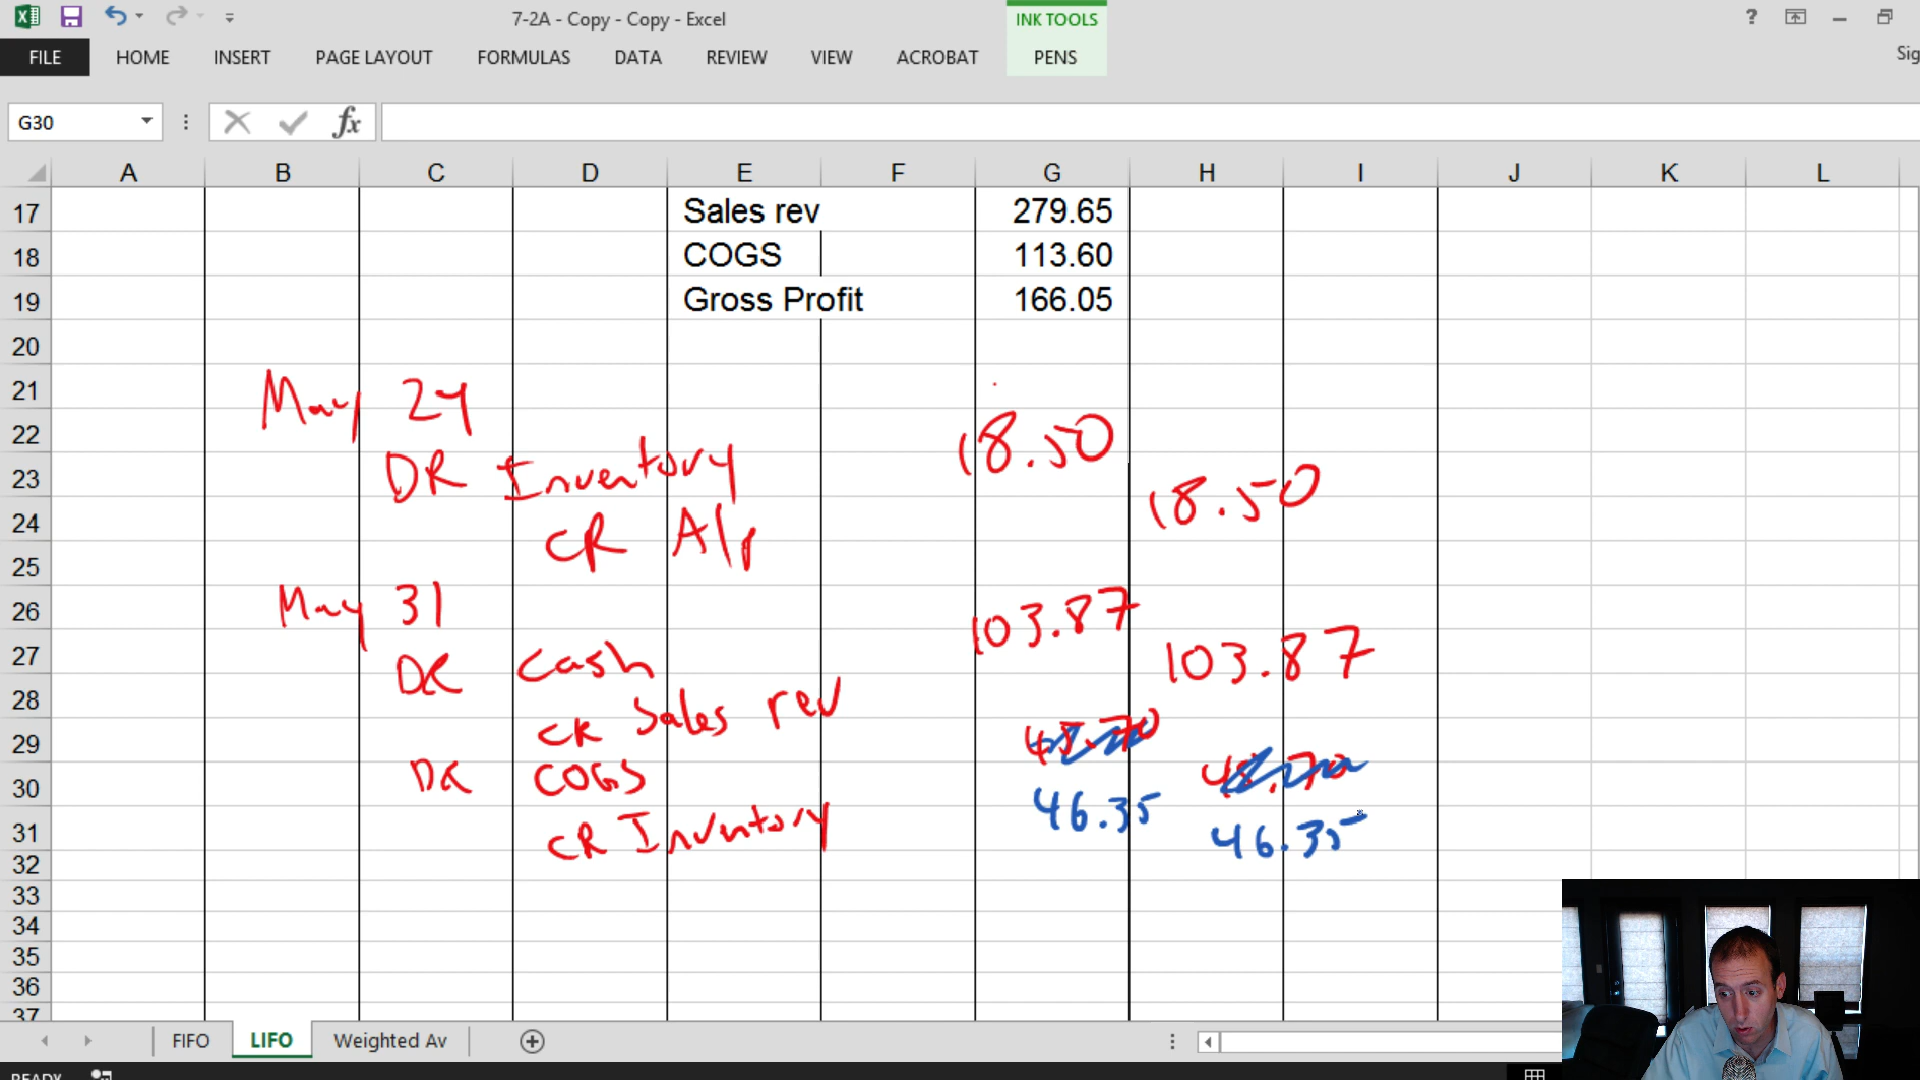 7-2A - Copy - Copy - Excel
INK TOOLS
?
FILE HOME INSERT PAGE LAYOUT FORMULAS DATA REVIEW VIEW ACROBAT PENS
Sig
G30
fx
A B C D E F G H I J K L
17 Sales rev 279.65
18 COGS 113.60
19 Gross Profit 166.05
20
21 May 24
22 18.50
23 DR Inventory 18.50
24 CR A/P
25
26 May 31 103.87
27 DR Cash 103.87
28 CR Sales rev
29
30 DR COGS 46.35
31 CR Inventory 46.35
32
33
34
35
36
37
FIFO LIFO Weighted Av
READY